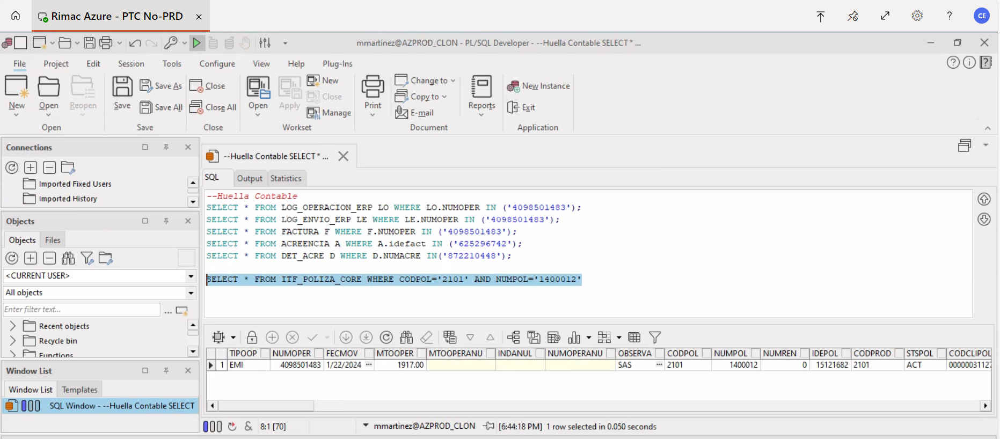 Rimac Azure - PTC No-PRD
CE
mmartinez@AZPROD_CLON - PL/SQL Developer - --Huella Contable SELECT * ...
File Project Edit Session Tools Configure View Help Plug-Ins
New Open Reopen Save Save As Save All Close Close All Open Apply New Close Manage Print Change to Copy to E-mail Reports New Instance Exit
Open Save Close Workset Document Application
Connections
Imported Fixed Users
Imported History
Objects
Objects Files
<CURRENT USER>
All objects
Enter filter text...
Recent objects
Recycle bin
Functions
Window List
Window List Templates
SQL Window - --Huella Contable SELECT
--Huella Contable SELECT * ...
SQL Output Statistics
--Huella Contable
SELECT * FROM LOG_OPERACION_ERP LO WHERE LO.NUMOPER IN ('4098501483');
SELECT * FROM LOG_ENVIO_ERP LE WHERE LE.NUMOPER IN ('4098501483');
SELECT * FROM FACTURA F WHERE F.NUMOPER IN ('4098501483');
SELECT * FROM ACREENCIA A WHERE A.idefact IN ('625296742');
SELECT * FROM DET_ACRE D WHERE D.NUMACRE IN('872210448');
SELECT * FROM ITF_POLIZA_CORE WHERE CODPOL='2101' AND NUMPOL='1400012'
TIPOOP NUMOPER FECMOV MTOOPER MTOOPERANU INDANUL NUMOPERANU OBSERVA CODPOL NUMPOL NUMREN IDEPOL CODPROD STSPOL CODCLIPOL
1 EMI 4098501483 1/22/2024 ... 1917.00 SAS ... 2101 1400012 0 15121682 2101 ACT 00000031127
8:1 [70] mmartinez@AZPROD_CLON [6:44:18 PM] 1 row selected in 0.050 seconds